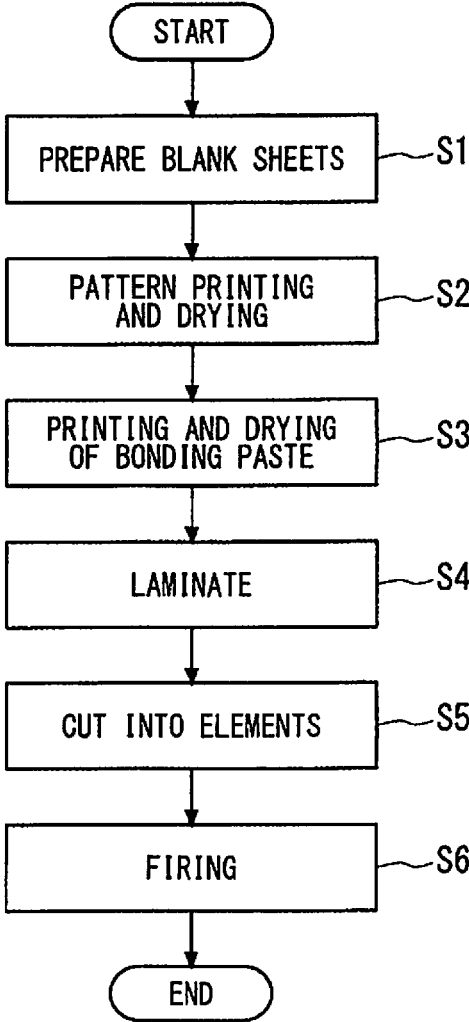 START
PREPARE BLANK SHEETS
S1
PATTERN PRINTING
AND DRYING
S2
PRINTING AND DRYING
OF BONDING PASTE
S3
LAMINATE
S4
CUT INTO ELEMENTS
S5
FIRING
S6
END